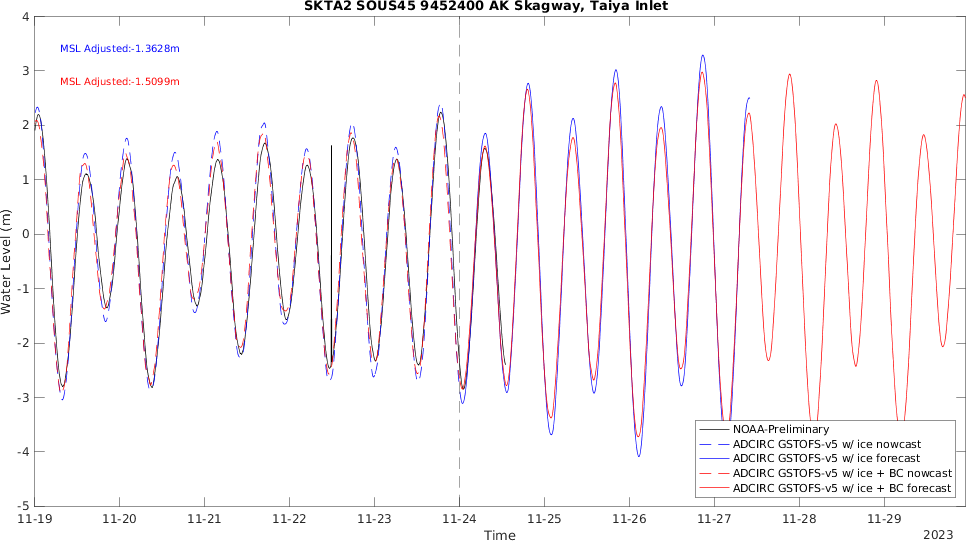 SKTA2 SOUS45 9452400 AK Skagway, Taiya Inlet
4
3
2
1
0
-1
-2
-3
-4
-5
Water Level (m)
MSL Adjusted:-1.3628m
MSL Adjusted:-1.5099m
NOAA-Preliminary
ADCIRC GSTOFS-v5 w/ ice nowcast
ADCIRC GSTOFS-v5 w/ ice forecast
ADCIRC GSTOFS-v5 w/ ice + BC nowcast
ADCIRC GSTOFS-v5 w/ ice + BC forecast
11-19 11-20 11-21 11-22 11-23 11-24 11-25 11-26 11-27 11-28 11-29
Time
2023